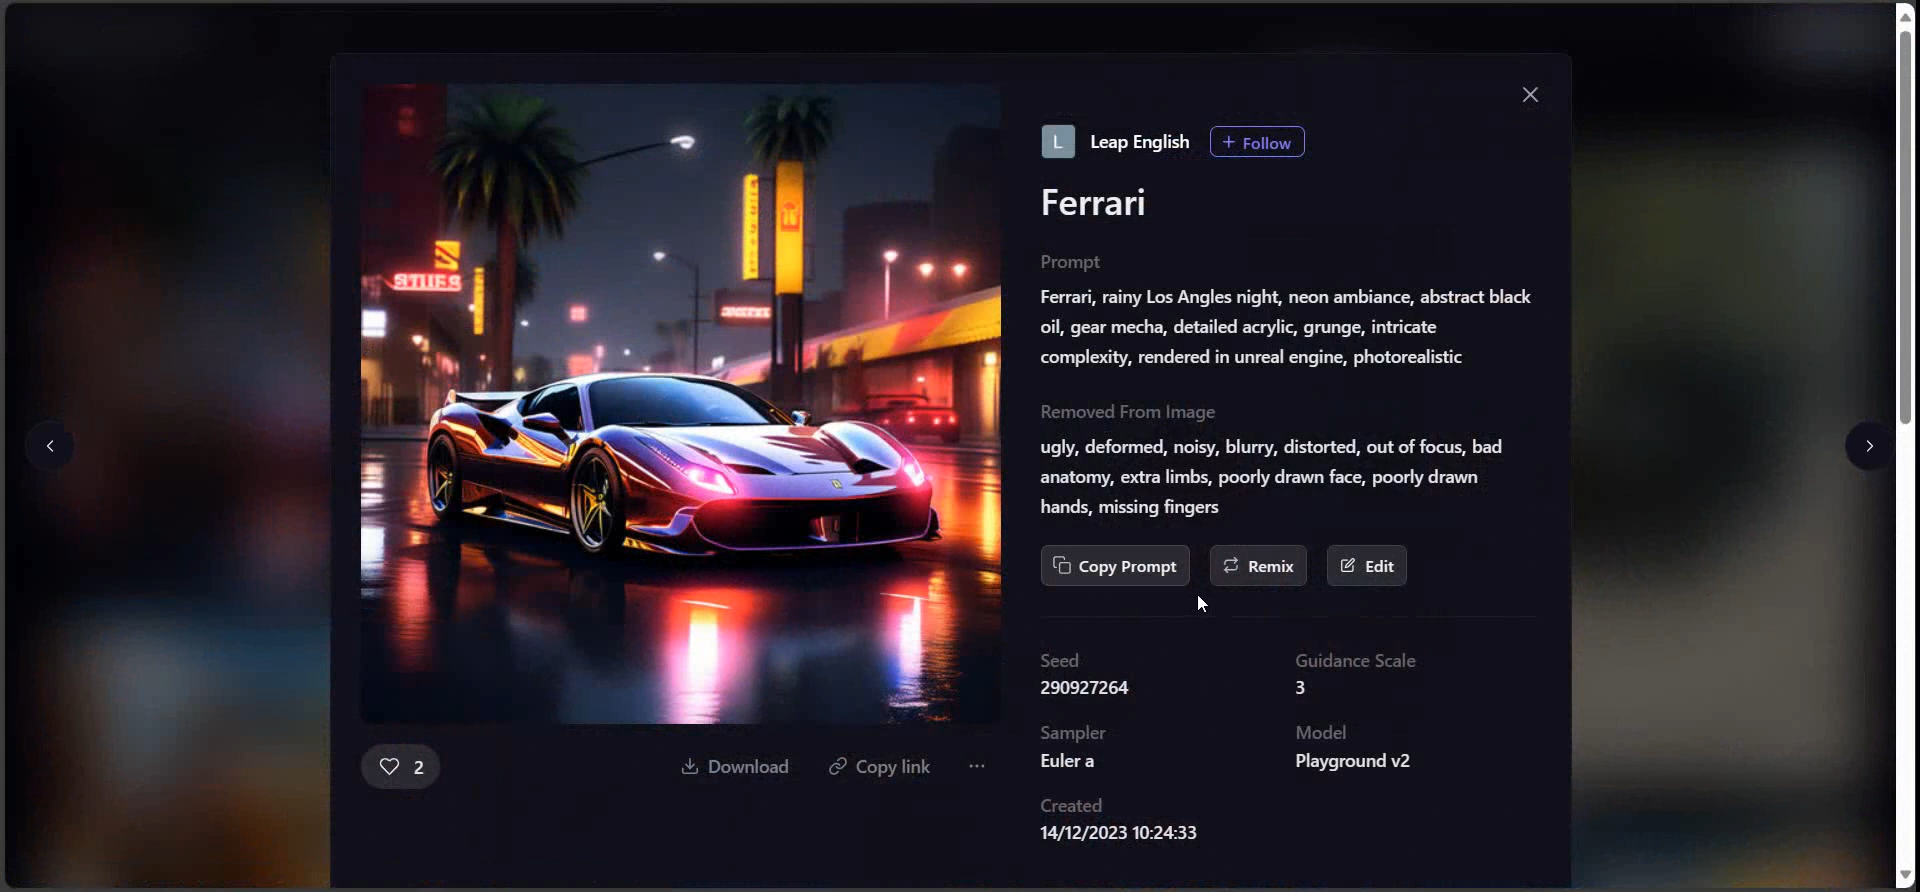 L Leap English + Follow
Ferrari
Prompt
Ferrari, rainy Los Angles night, neon ambiance, abstract black
oil, gear mecha, detailed acrylic, grunge, intricate
complexity, rendered in unreal engine, photorealistic
Removed From Image
ugly, deformed, noisy, blurry, distorted, out of focus, bad
anatomy, extra limbs, poorly drawn face, poorly drawn
hands, missing fingers
Copy Prompt Remix Edit
Seed Guidance Scale
290927264 3
Sampler Model
Euler a Playground v2
Created
14/12/2023 10:24:33
2 Download Copy link